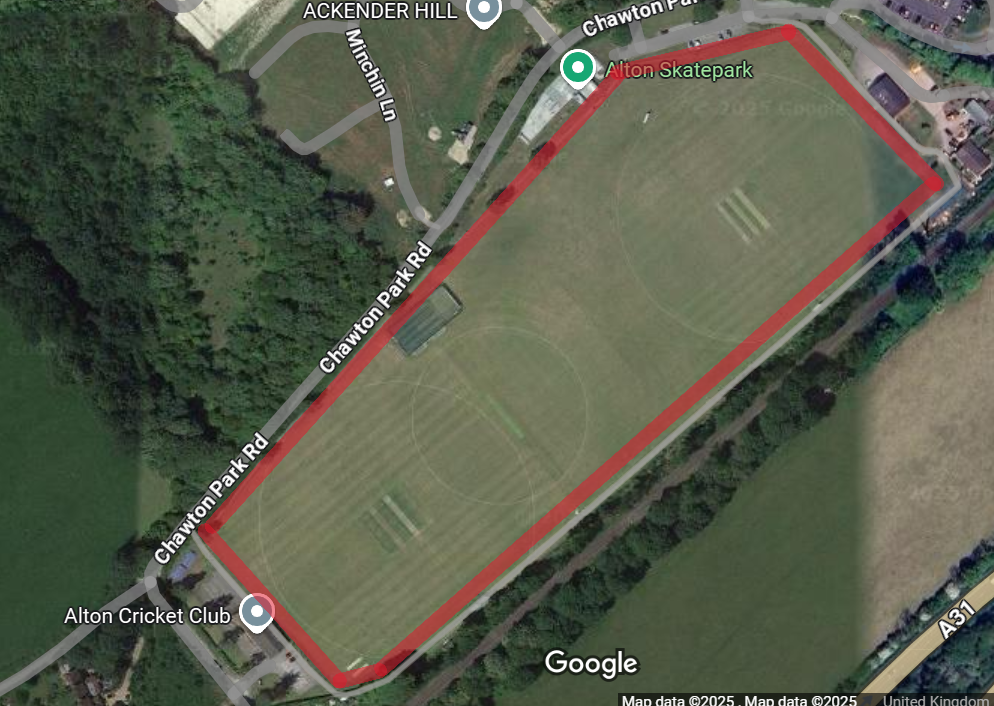 ACKENDER HILL
Chawton Par
Minchin Ln
Alton Skatepark
Chawton Park Rd
Chawton Park Rd
Alton Cricket Club
A31
Google
Map data ©2025 , Map data ©2025
United Kingdom